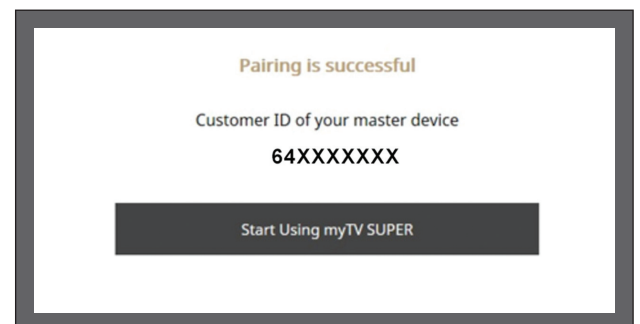 Pairing is successful
Customer ID of your master device
64XXXXXXX
Start Using myTV SUPER